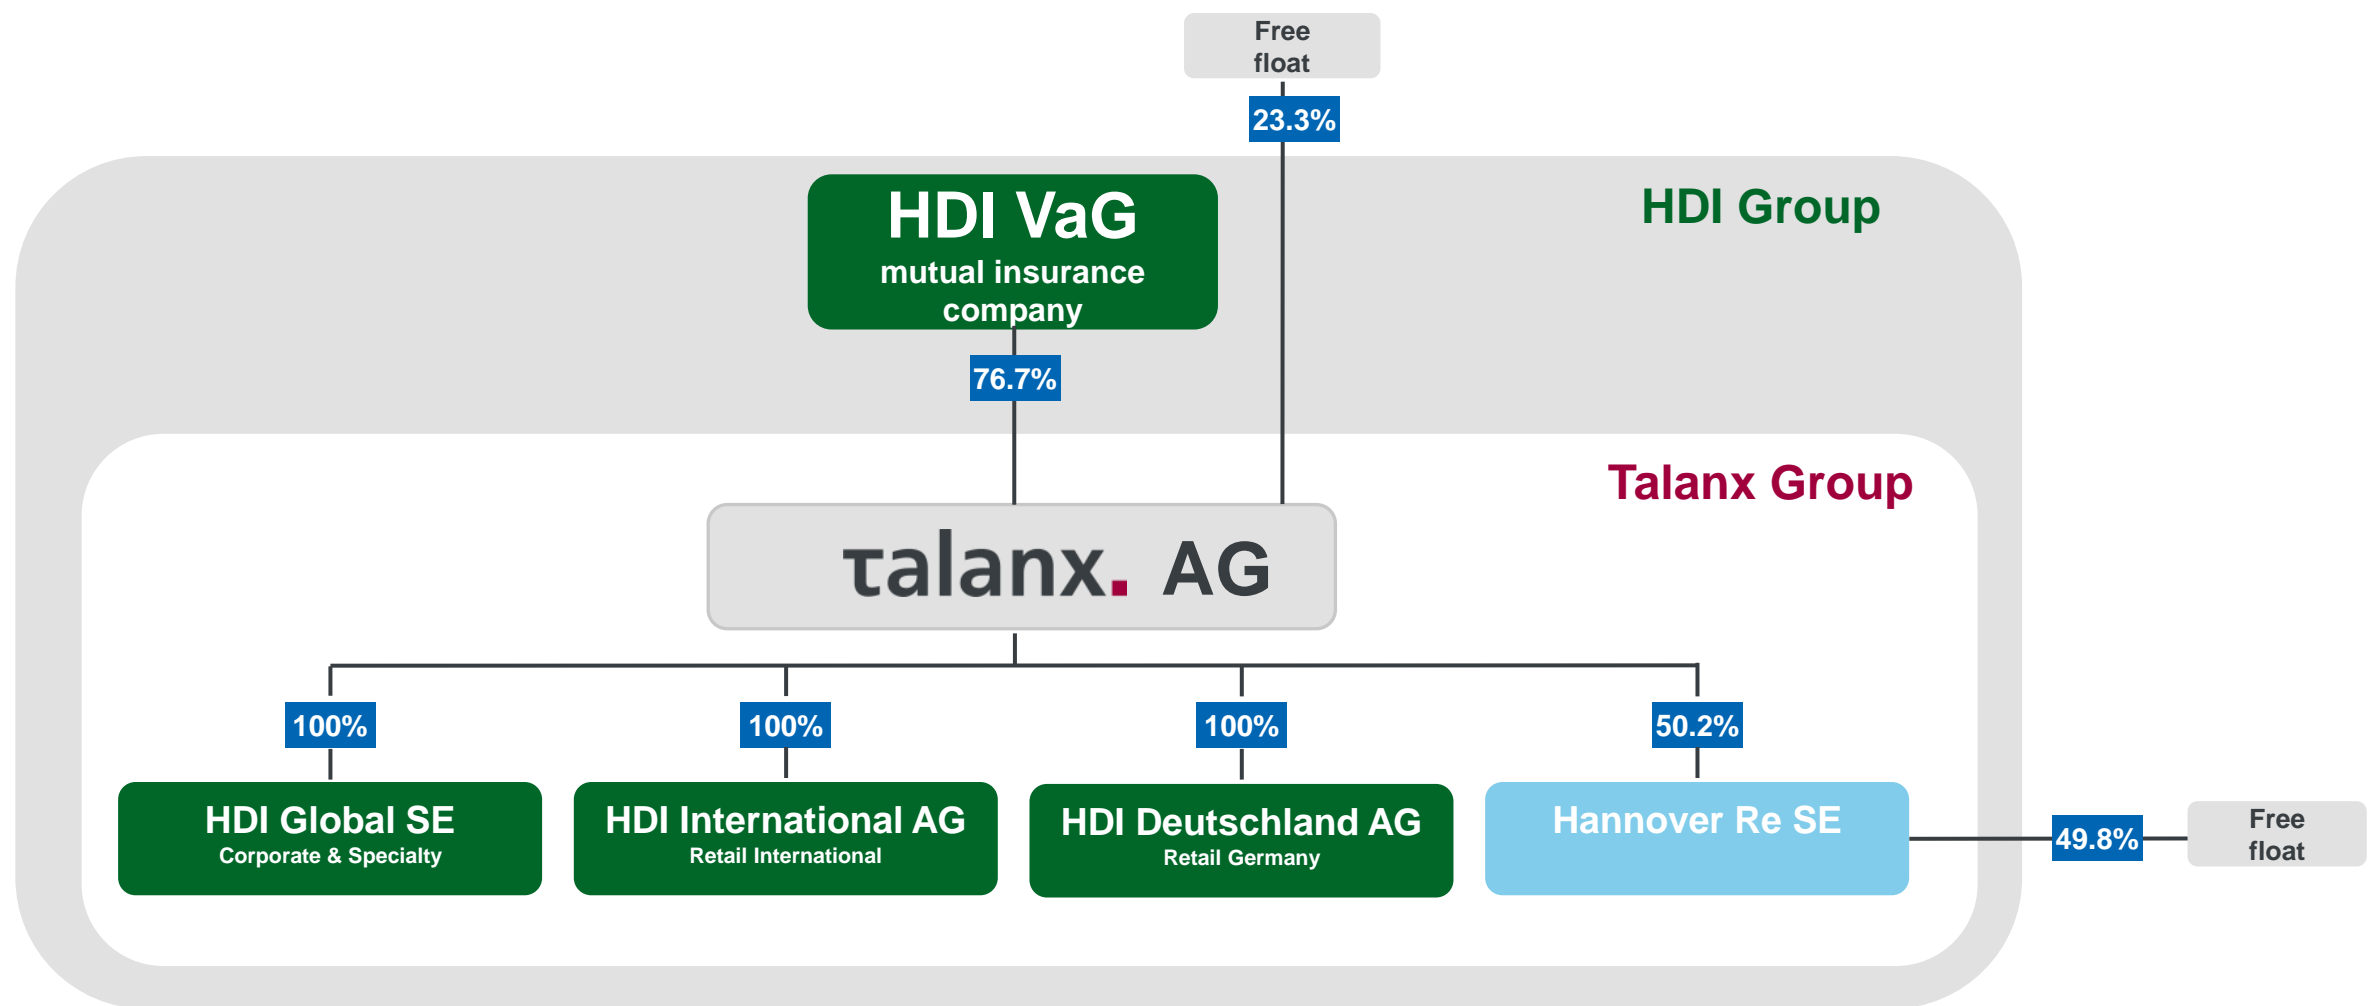 Free
float
23.3%
HDI VaG
mutual insurance
company
HDI Group
76.7%
Talanx Group
τalanx. AG
100%
100%
100%
50.2%
HDI Global SE
Corporate & Specialty
HDI International AG
Retail International
HDI Deutschland AG
Retail Germany
Hannover Re SE
49.8%
Free
float